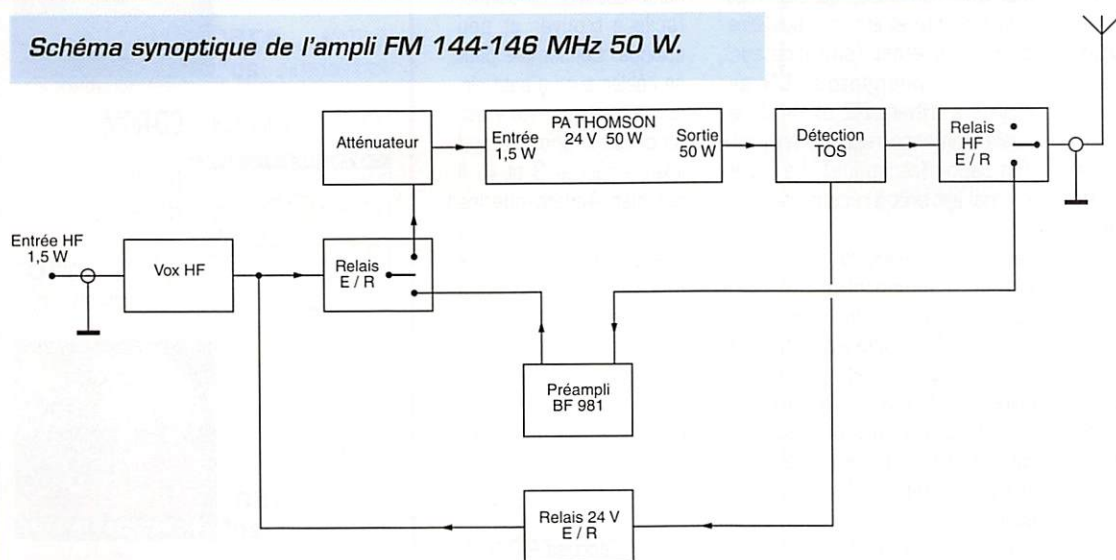 Schéma synoptique de l'ampli FM 144-146 MHz 50 W.
Atténuateur
Entrée
1,5 W
PA THOMSON
24 V 50 W
Sortie
50 W
Détection
TOS
Relais
HF
E / R
Entrée HF
1,5 W
Vox HF
Relais
E / R
Préampli
BF 981
Relais 24 V
E / R